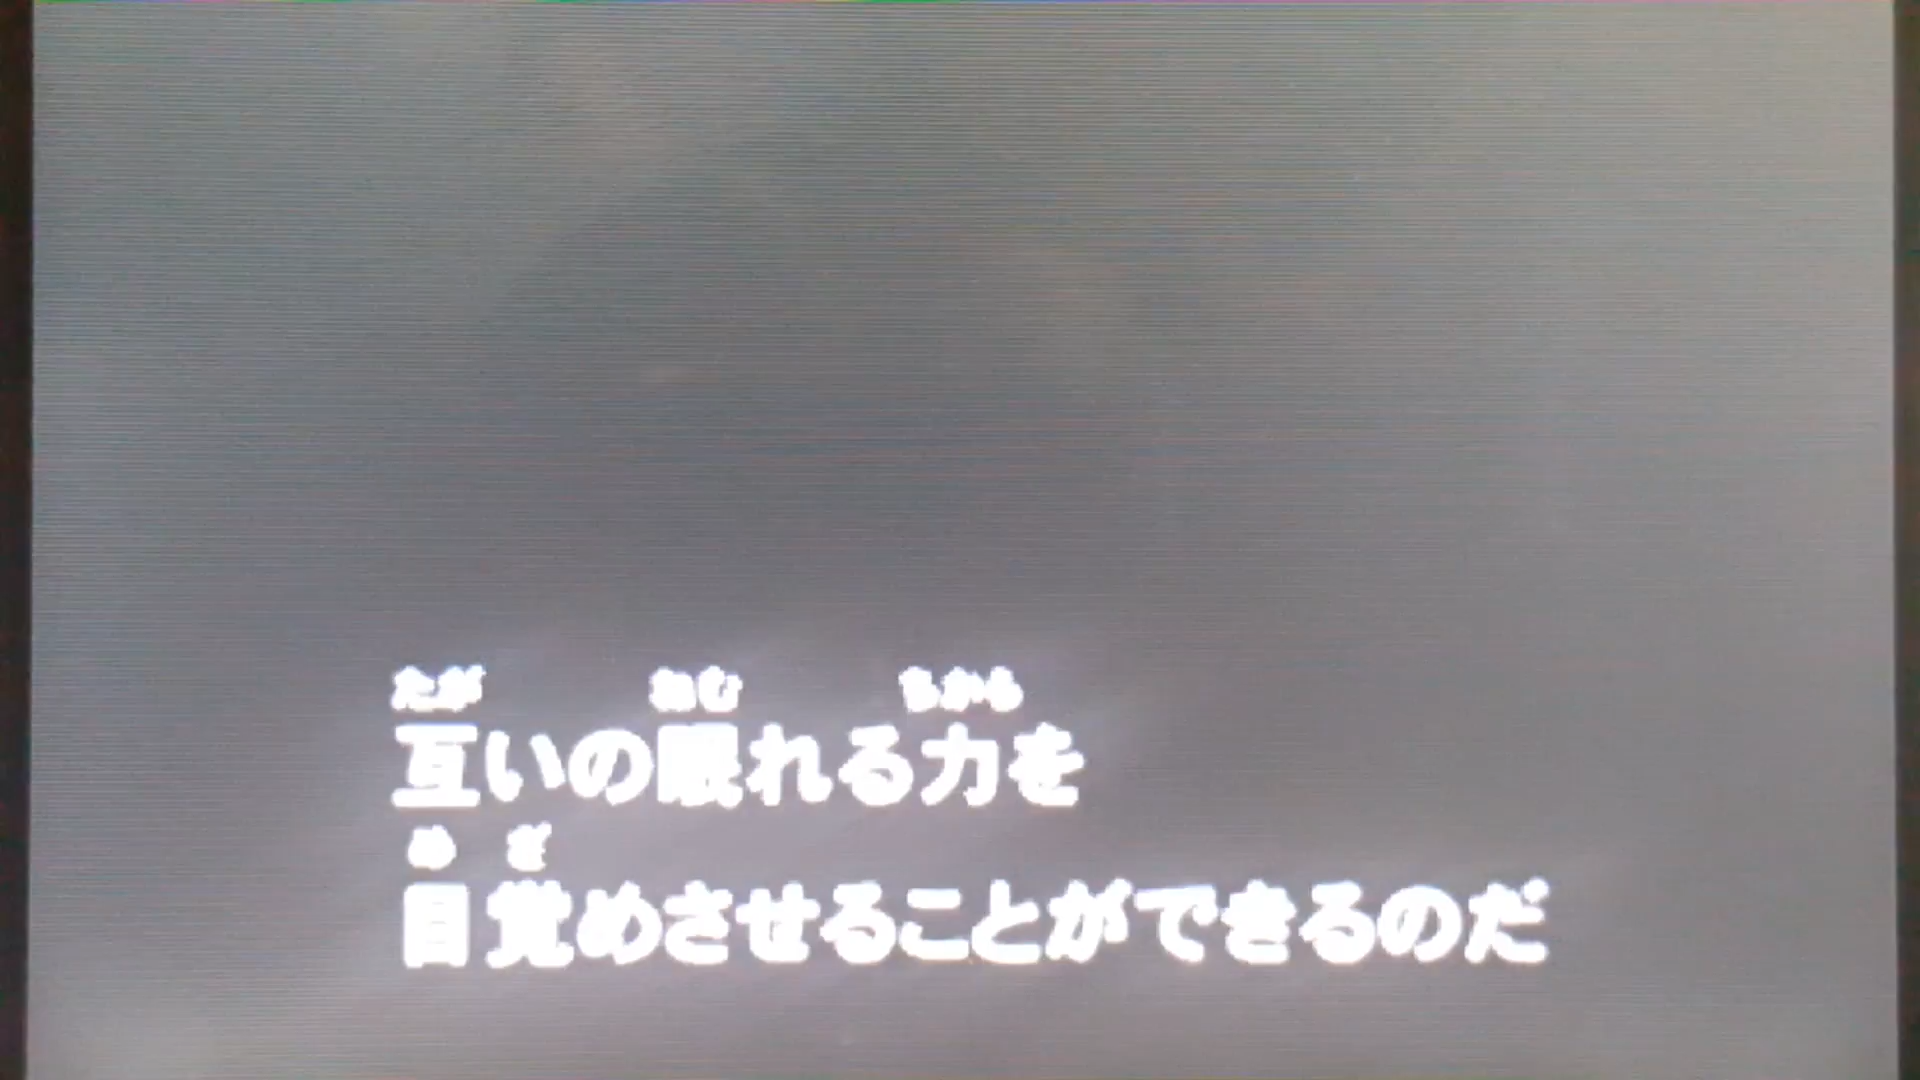 たが ねむ ちから
互いの眠れる力を
め ざ
目覚めさせることができるのだ